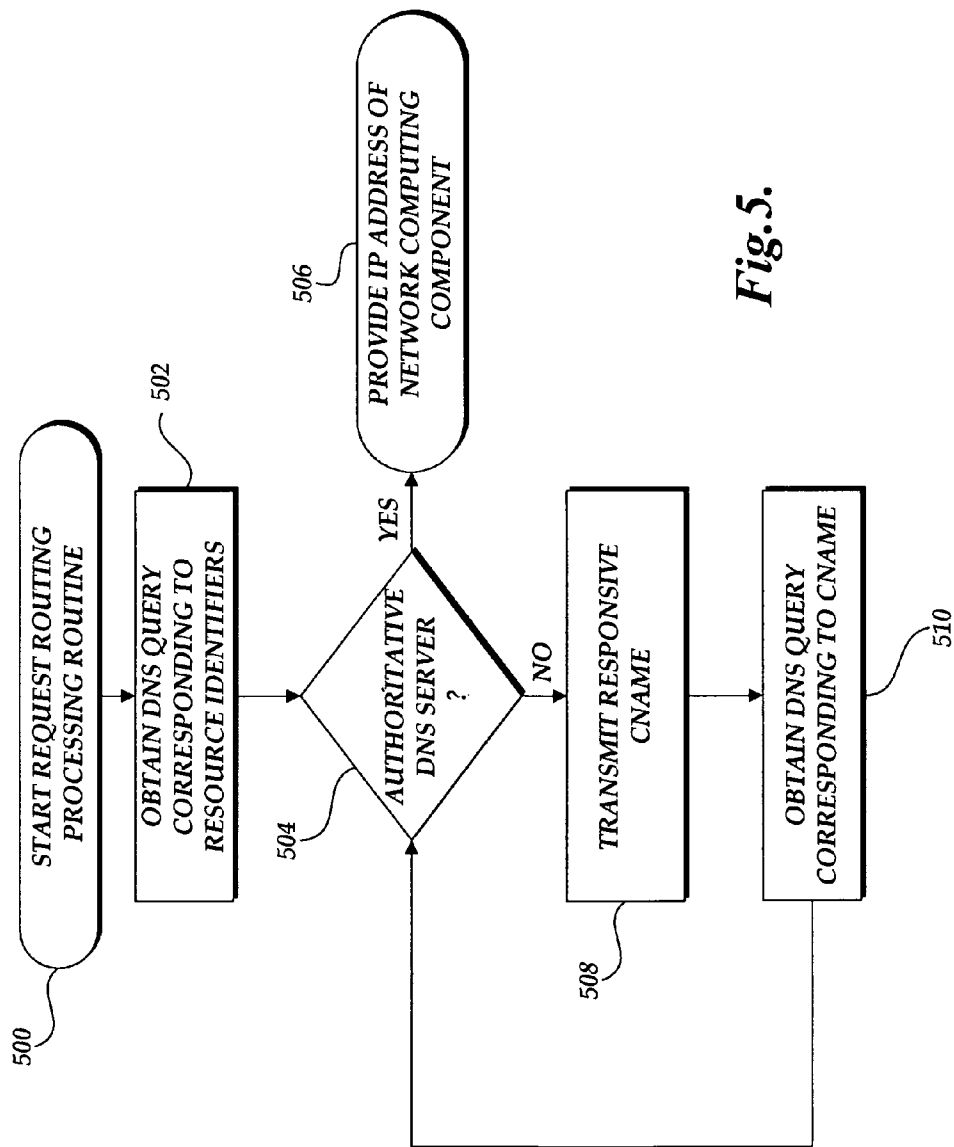 500
START REQUEST ROUTING
PROCESSING ROUTINE
502
OBTAIN DNS QUERY
CORRESPONDING TO
RESOURCE IDENTIFIERS
504
AUTHORITATIVE
DNS SERVER
?
YES
506
PROVIDE IP ADDRESS OF
NETWORK COMPUTING
COMPONENT
NO
508
TRANSMIT RESPONSIVE
CNAME
510
OBTAIN DNS QUERY
CORRESPONDING TO CNAME
Fig.5.